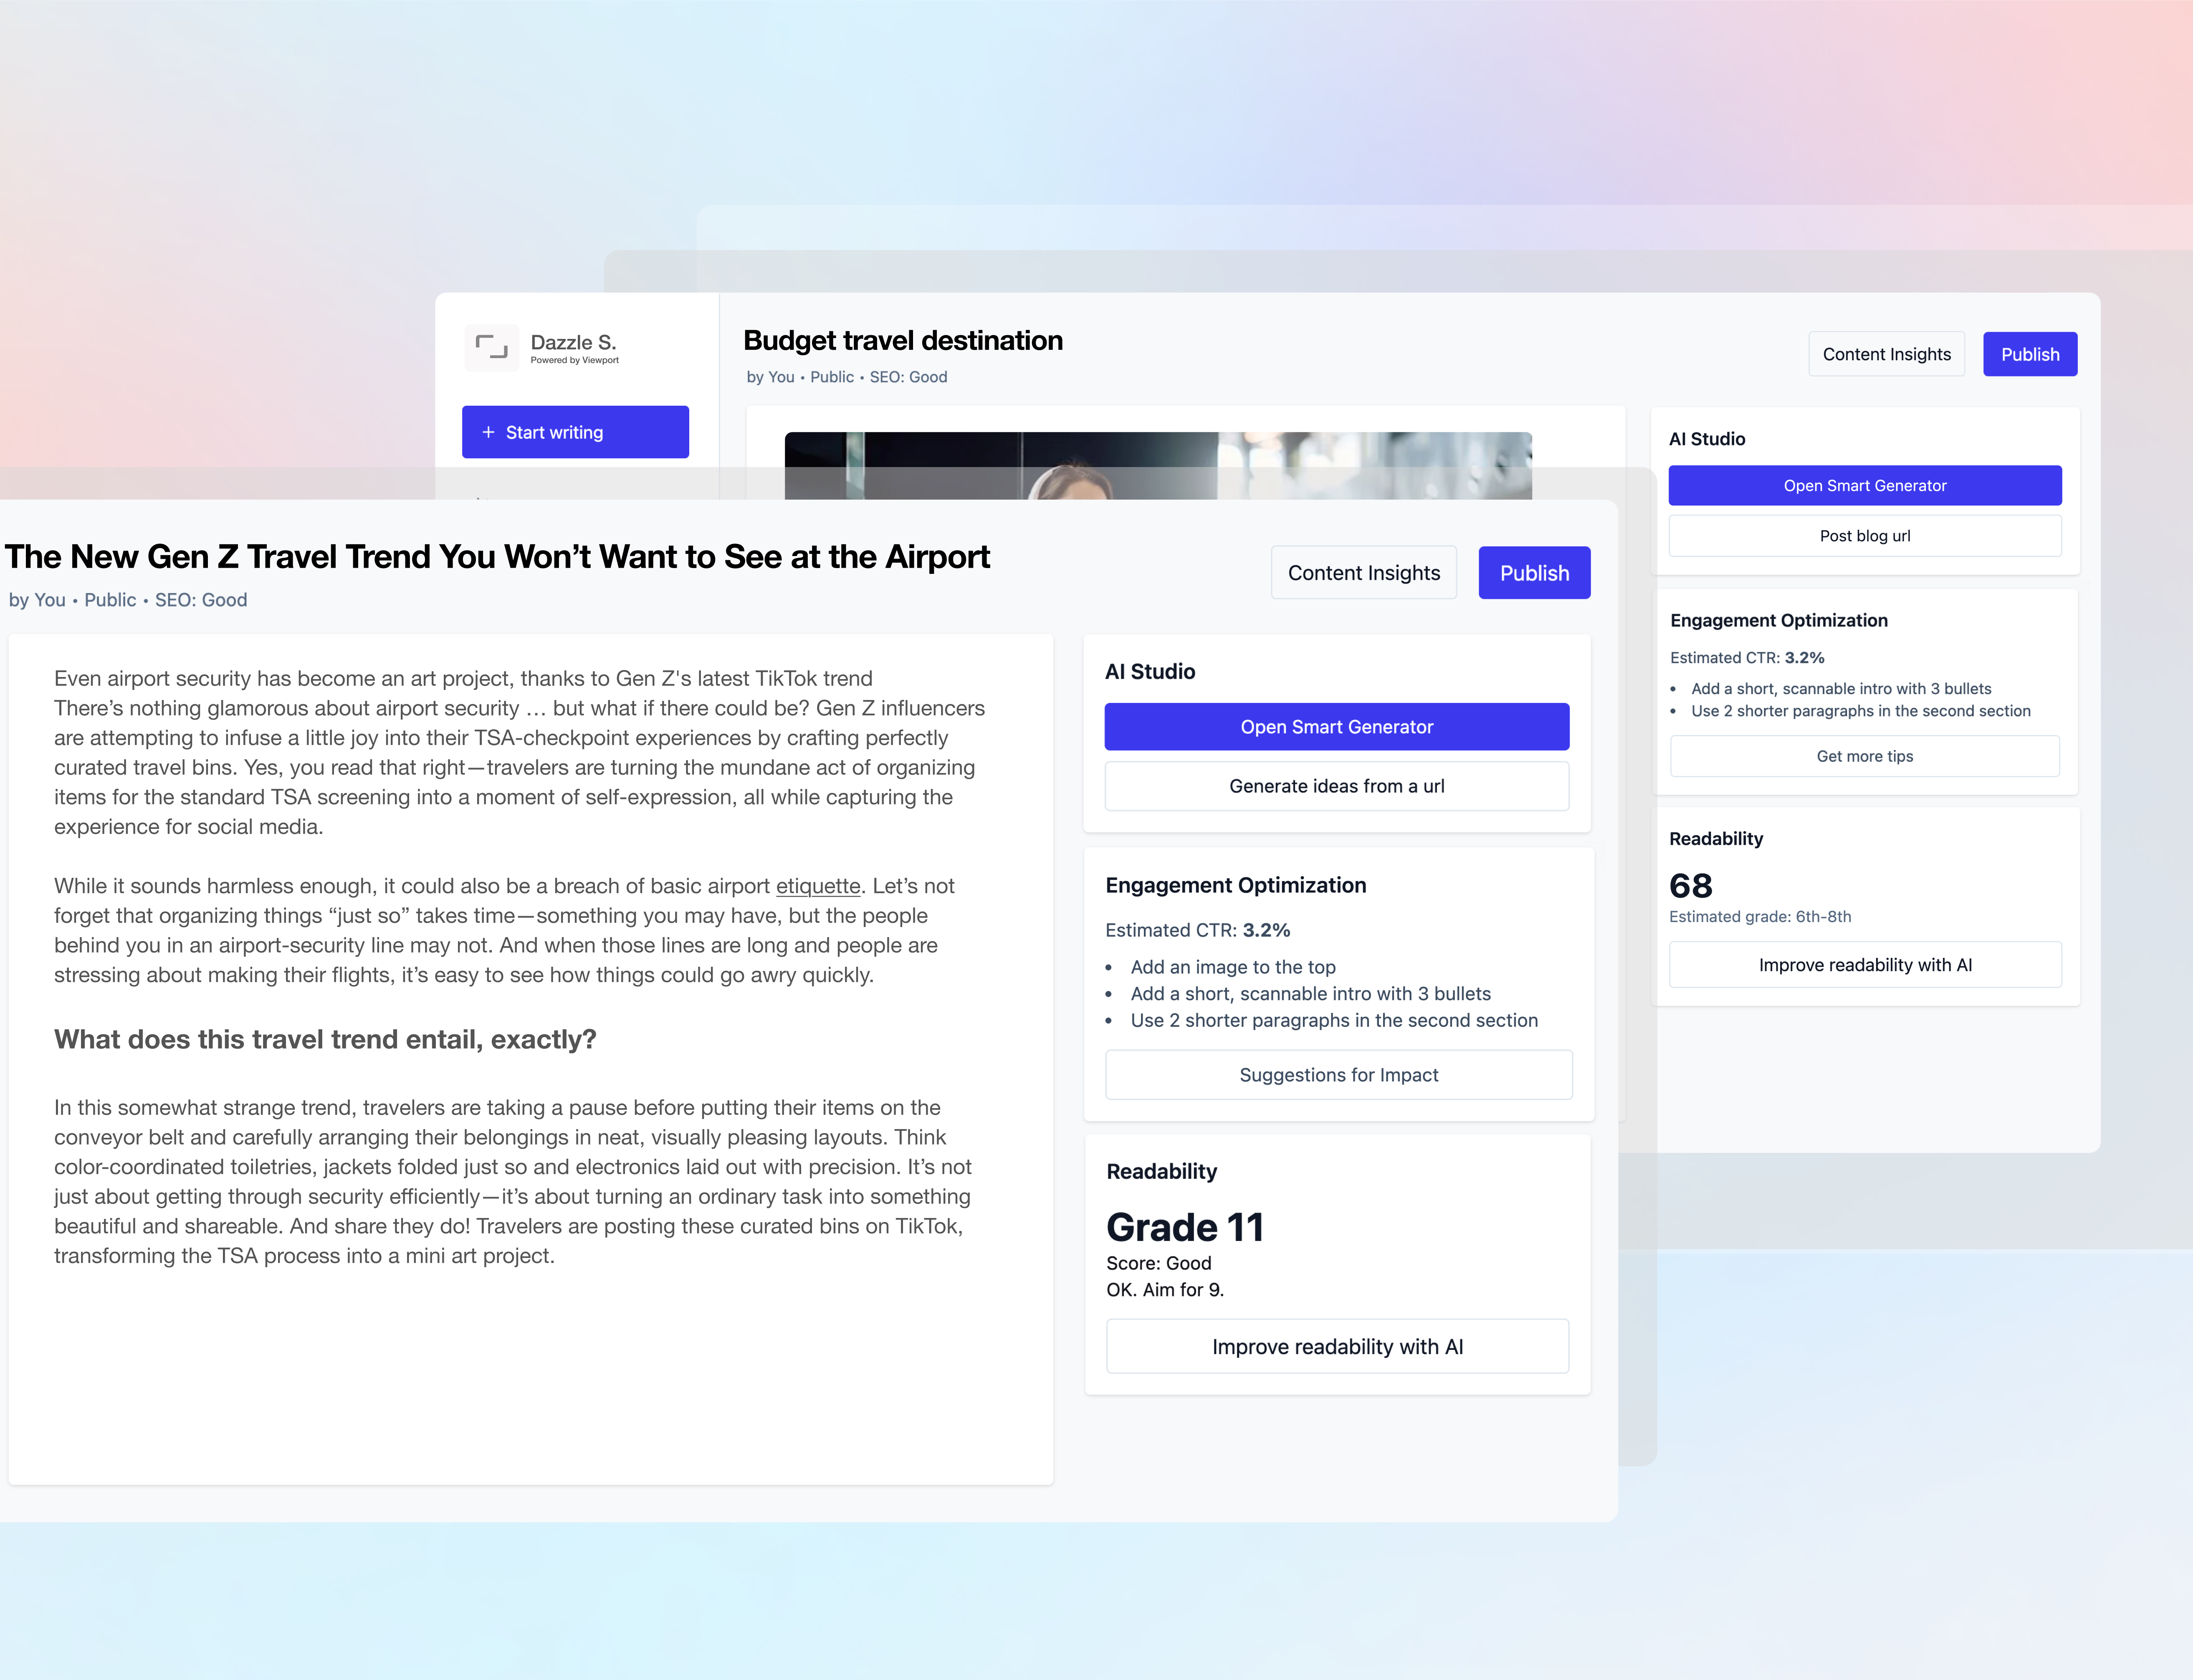 Dazzle S.
Powered by Viewport
+ Start writing
Budget travel destination
by You • Public • SEO: Good
Content Insights
Publish
AI Studio
Open Smart Generator
Post blog url
Engagement Optimization
Estimated CTR: 3.2%
• Add a short, scannable intro with 3 bullets
• Use 2 shorter paragraphs in the second section
Get more tips
Readability
68
Estimated grade: 6th-8th
Improve readability with AI
The New Gen Z Travel Trend You Won’t Want to See at the Airport
by You • Public • SEO: Good
Content Insights
Publish
Even airport security has become an art project, thanks to Gen Z's latest TikTok trend
There’s nothing glamorous about airport security … but what if there could be? Gen Z influencers
are attempting to infuse a little joy into their TSA-checkpoint experiences by crafting perfectly
curated travel bins. Yes, you read that right—travelers are turning the mundane act of organizing
items for the standard TSA screening into a moment of self-expression, all while capturing the
experience for social media.
While it sounds harmless enough, it could also be a breach of basic airport etiquette. Let’s not
forget that organizing things “just so” takes time—something you may have, but the people
behind you in an airport-security line may not. And when those lines are long and people are
stressing about making their flights, it’s easy to see how things could go awry quickly.
What does this travel trend entail, exactly?
In this somewhat strange trend, travelers are taking a pause before putting their items on the
conveyor belt and carefully arranging their belongings in neat, visually pleasing layouts. Think
color-coordinated toiletries, jackets folded just so and electronics laid out with precision. It’s not
just about getting through security efficiently—it’s about turning an ordinary task into something
beautiful and shareable. And share they do! Travelers are posting these curated bins on TikTok,
transforming the TSA process into a mini art project.
AI Studio
Open Smart Generator
Generate ideas from a url
Engagement Optimization
Estimated CTR: 3.2%
• Add an image to the top
• Add a short, scannable intro with 3 bullets
• Use 2 shorter paragraphs in the second section
Suggestions for Impact
Readability
Grade 11
Score: Good
OK. Aim for 9.
Improve readability with AI